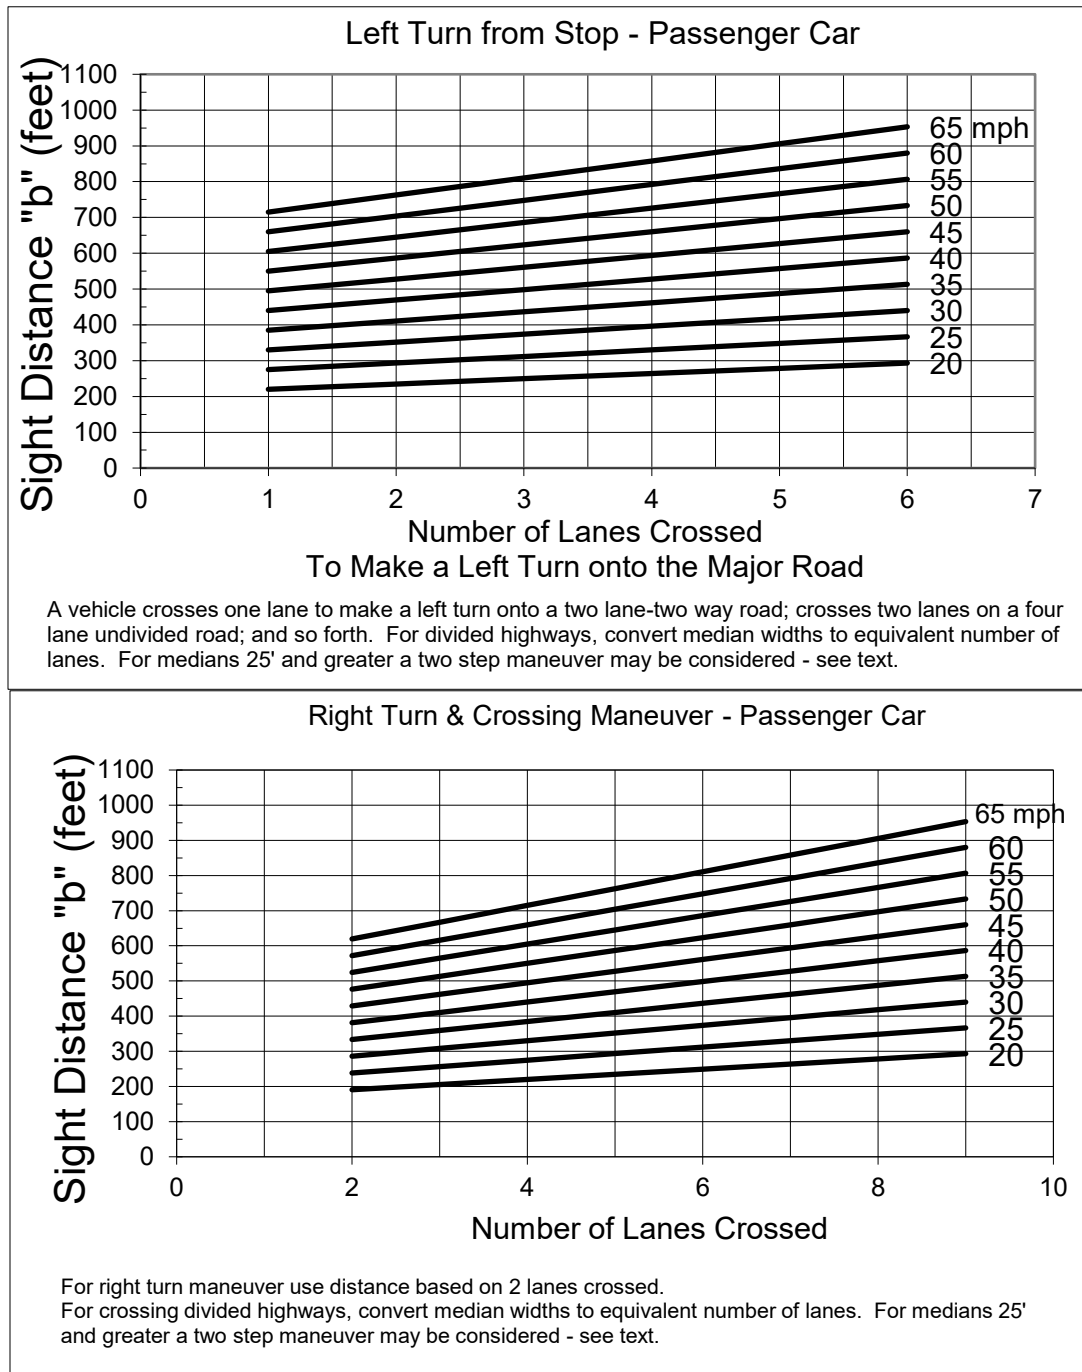 Left Turn from Stop - Passenger Car
Sight Distance "b" (feet)
1100
1000
900
800
700
600
500
400
300
200
100
0
65 mph
60
55
50
45
40
35
30
25
20
0 1 2 3 4 5 6 7
Number of Lanes Crossed
To Make a Left Turn onto the Major Road
A vehicle crosses one lane to make a left turn onto a two lane-two way road; crosses two lanes on a four
lane undivided road; and so forth. For divided highways, convert median widths to equivalent number of
lanes. For medians 25' and greater a two step maneuver may be considered - see text.
Right Turn & Crossing Maneuver - Passenger Car
Sight Distance "b" (feet)
1100
1000
900
800
700
600
500
400
300
200
100
0
65 mph
60
55
50
45
40
35
30
25
20
0 2 4 6 8 10
Number of Lanes Crossed
For right turn maneuver use distance based on 2 lanes crossed.
For crossing divided highways, convert median widths to equivalent number of lanes. For medians 25'
and greater a two step maneuver may be considered - see text.